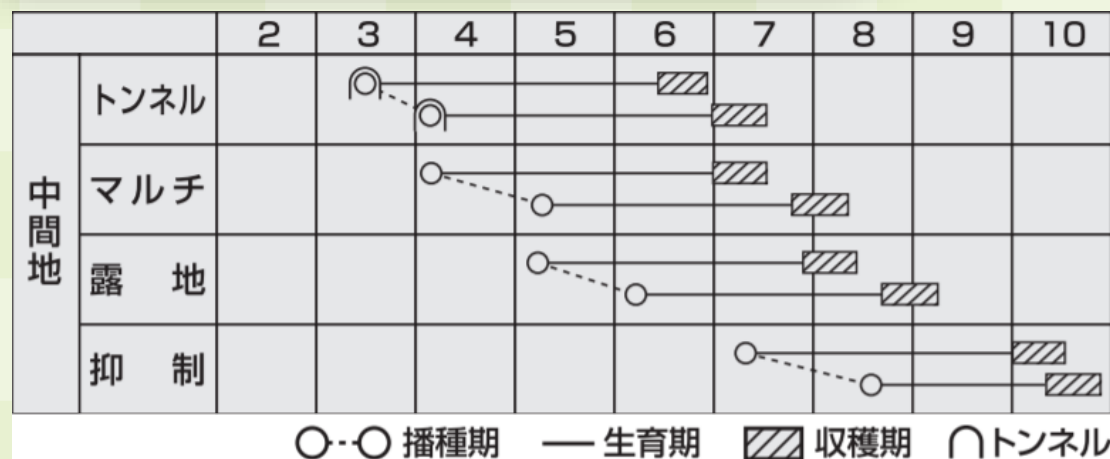 2 3 4 5 6 7 8 9 10
中間地
トンネル
マルチ
露地
抑制
播種期 生育期 収穫期 トンネル